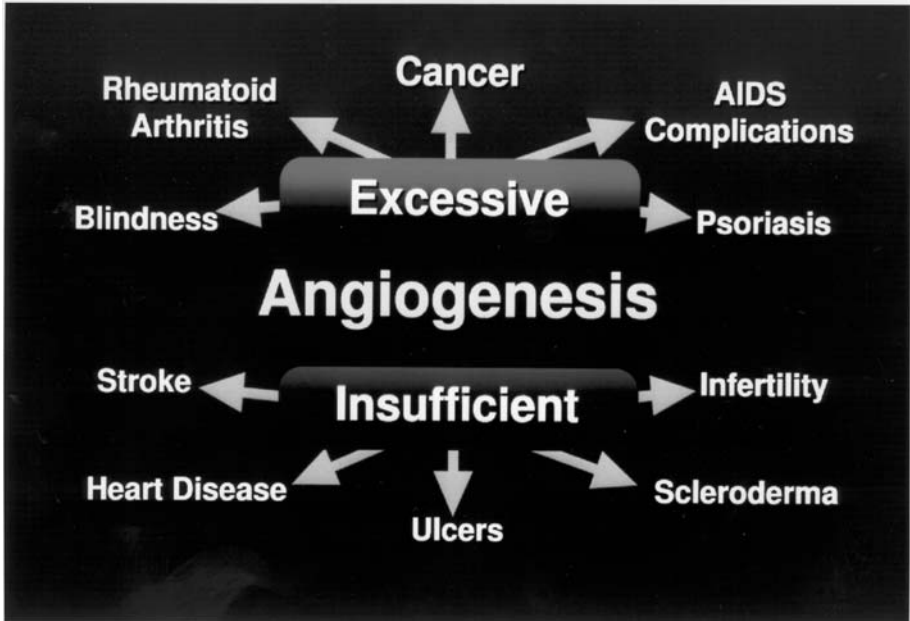 Cancer
Rheumatoid
Arthritis
AIDS
Complications
Excessive
Blindness
Psoriasis
Angiogenesis
Stroke
Insufficient
Infertility
Heart Disease
Ulcers
Scleroderma